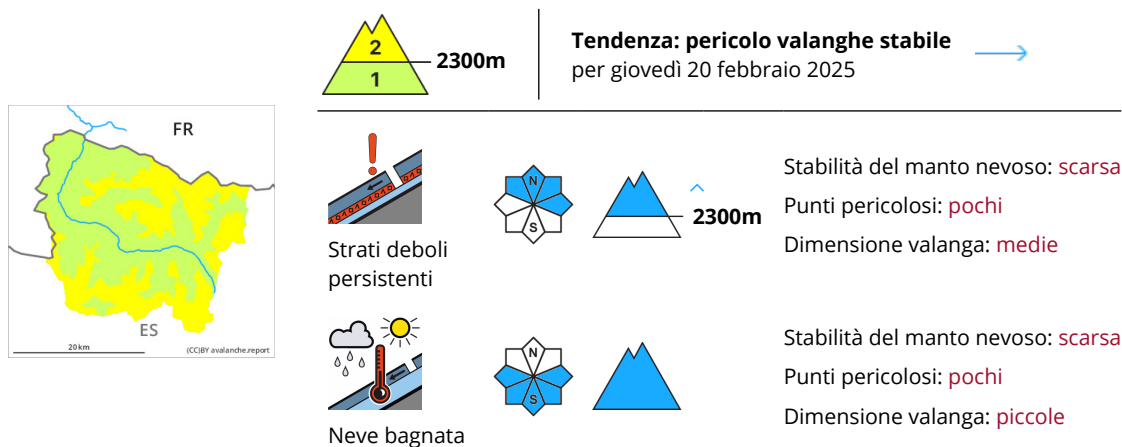 2
1
2300m
Tendenza: pericolo valanghe stabile
per giovedì 20 febbraio 2025
FR
ES
20 km
(CC)BY avalanche.report
Strati deboli
persistenti
N
S
2300m
Stabilità del manto nevoso: scarsa
Punti pericolosi: pochi
Dimensione valanga: medie
Neve bagnata
N
S
Stabilità del manto nevoso: scarsa
Punti pericolosi: pochi
Dimensione valanga: piccole